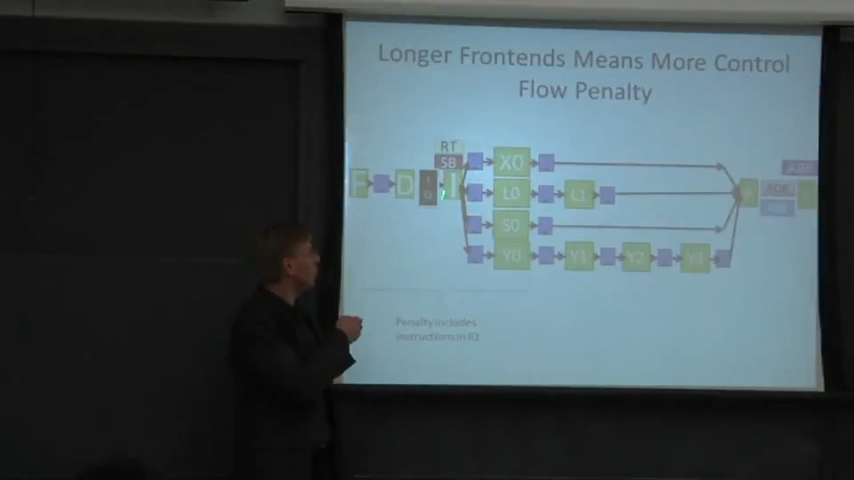 Longer Frontends Means More Control
Flow Penalty
RT
SB
X0
F
D
I
Q
I
L0
L1
S0
Y0
Y1
Y2
Y3
Penalty includes
instructions in IQ